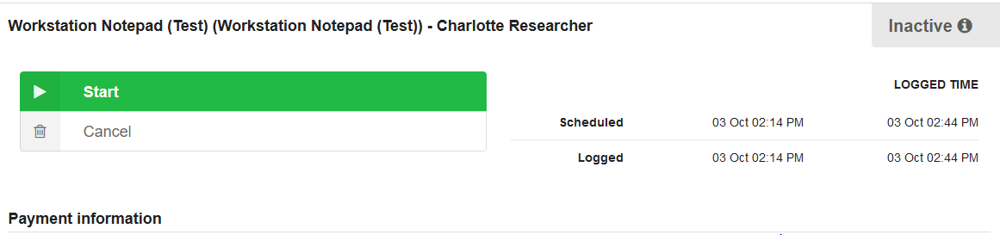 Workstation Notepad (Test) (Workstation Notepad (Test)) - Charlotte Researcher
Inactive
Start
Cancel
LOGGED TIME
Scheduled 03 Oct 02:14 PM 03 Oct 02:44 PM
Logged 03 Oct 02:14 PM 03 Oct 02:44 PM
Payment information